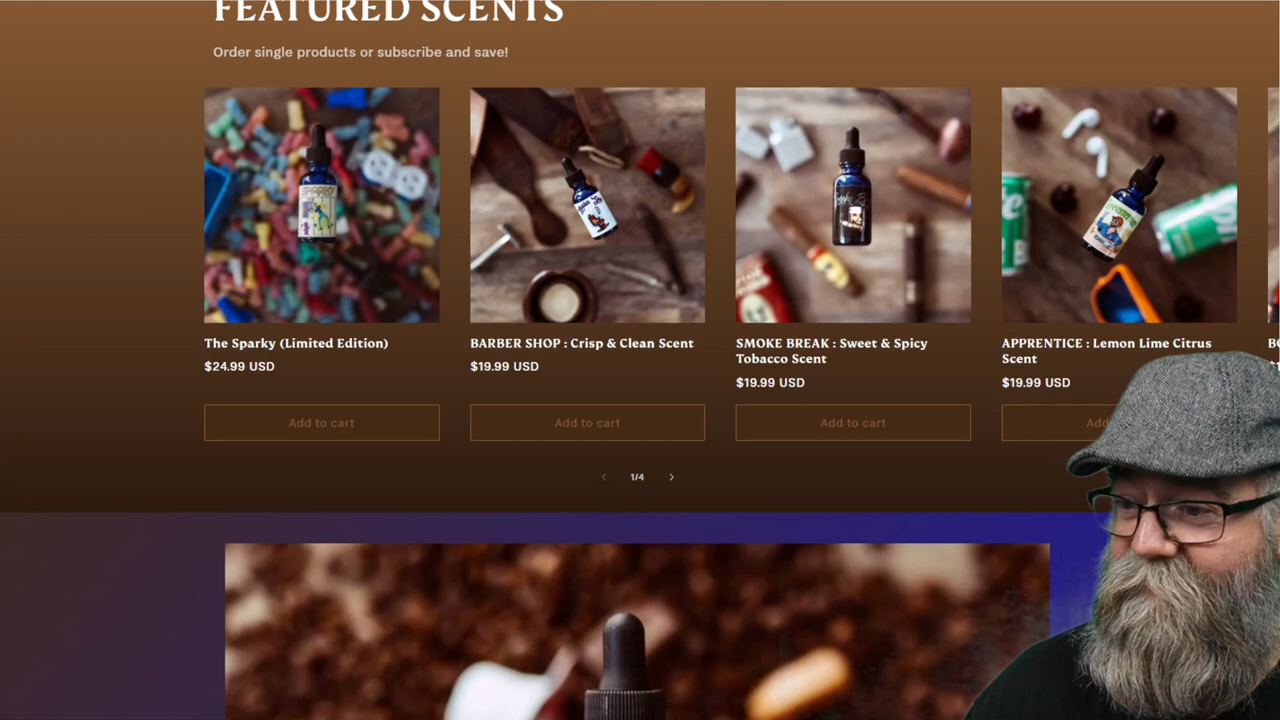 FEATURED SCENTS
Order single products or subscribe and save!
The Sparky (Limited Edition)
$24.99 USD
Add to cart
BARBER SHOP : Crisp & Clean Scent
$19.99 USD
Add to cart
SMOKE BREAK : Sweet & Spicy
Tobacco Scent
$19.99 USD
Add to cart
APPRENTICE : Lemon Lime Citrus
Scent
$19.99 USD
Add
1/4